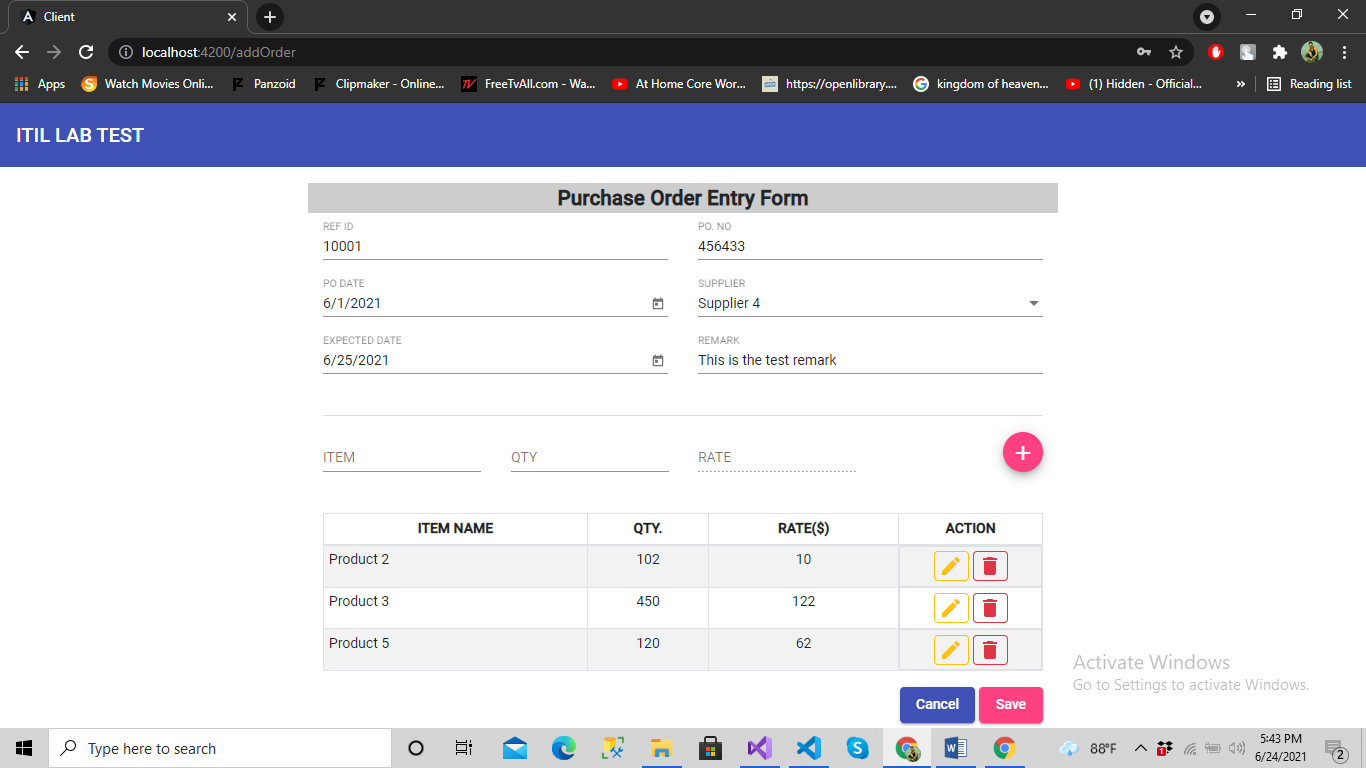 Client
localhost:4200/addOrder
Apps Watch Movies Onli... Panzoid Clipmaker - Online... FreeTvAll.com - Wa... At Home Core Wor... https://openlibrary.... kingdom of heaven... (1) Hidden - Official... » Reading list
ITIL LAB TEST
Purchase Order Entry Form
REF ID PO. NO
10001 456433
PO DATE SUPPLIER
6/1/2021 Supplier 4
EXPECTED DATE REMARK
6/25/2021 This is the test remark
ITEM QTY RATE
ITEM NAME QTY. RATE($) ACTION
Product 2 102 10
Product 3 450 122
Product 5 120 62
Activate Windows
Go to Settings to activate Windows.
Cancel Save
Type here to search
88°F
5:43 PM
6/24/2021
2